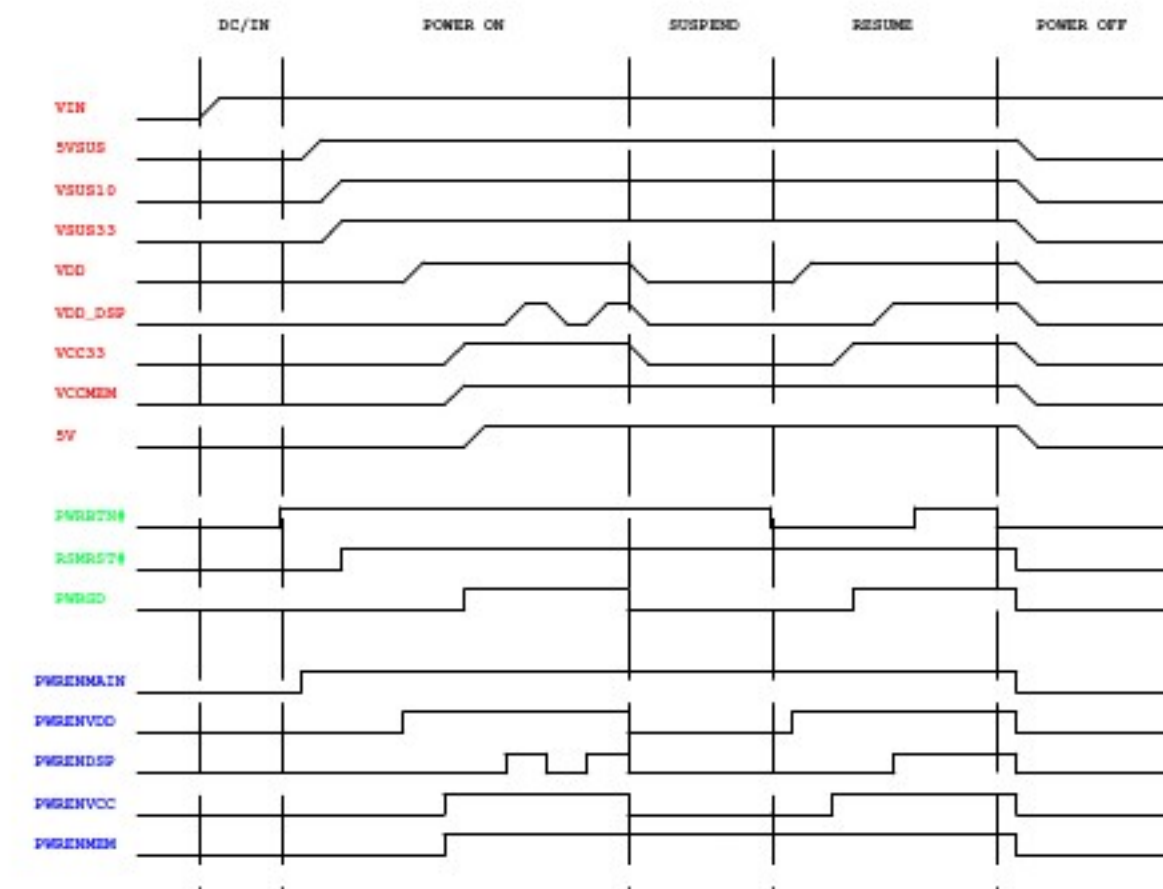 DC/IN POWER ON SUSPEND RESUME POWER OFF
VIN
5VSUS
VSUS10
VSUS33
VDD
VDD_DSP
VCC33
VCCMEM
5V
PWRBTN#
RSMRST#
PWRGD
PWRENMAIN
PWRENVDD
PWRENDSP
PWRENVCC
PWRENMEM